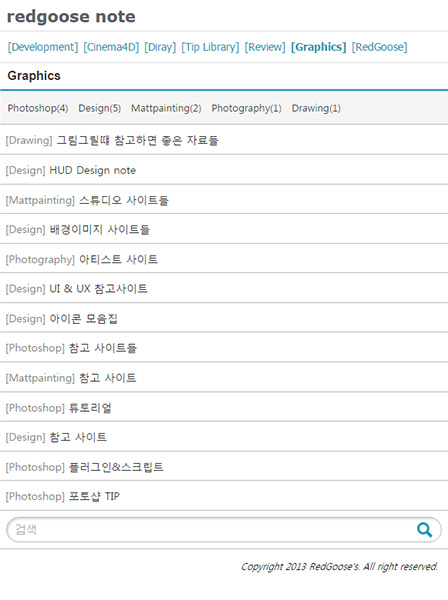 redgoose note
[Development] [Cinema4D] [Diray] [Tip Library] [Review] [Graphics] [RedGoose]
Graphics
Photoshop(4) Design(5) Mattpainting(2) Photography(1) Drawing(1)
[Drawing] 그림그릴떄 참고하면 좋은 자료들
[Design] HUD Design note
[Mattpainting] 스튜디오 사이트들
[Design] 배경이미지 사이트들
[Photography] 아티스트 사이트
[Design] UI & UX 참고사이트
[Design] 아이콘 모음집
[Photoshop] 참고 사이트들
[Mattpainting] 참고 사이트
[Photoshop] 튜토리얼
[Design] 참고 사이트
[Photoshop] 플러그인&스크립트
[Photoshop] 포토샵 TIP
검색
Copyright 2013 RedGoose's. All right reserved.